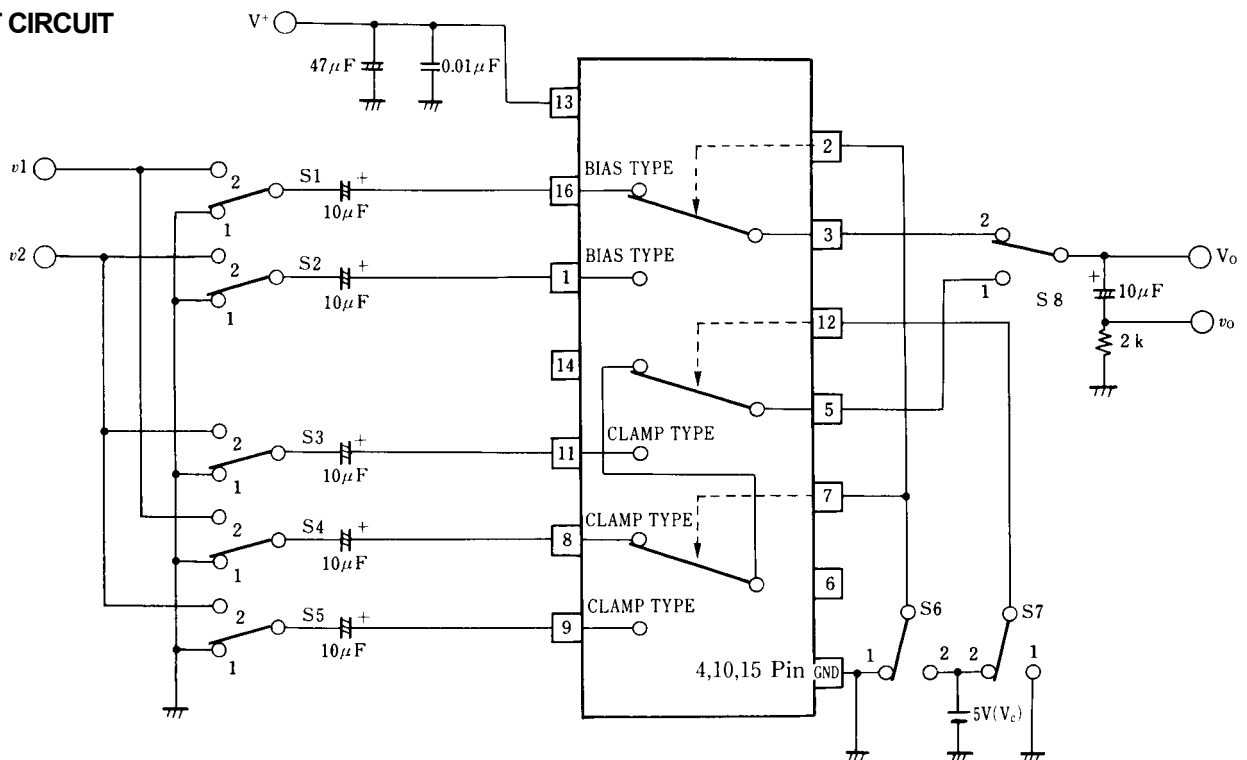 T CIRCUIT
V+
47μF
0.01μF
13
2
v1
2
S1
+
BIAS TYPE
16
10μF
1
3
2
Vo
v2
2
S2
+
BIAS TYPE
1
10μF
1
1
S 8
+
10μF
vo
12
2 k
14
5
2
S3
+
CLAMP TYPE
11
10μF
1
7
2
S4
+
CLAMP TYPE
8
10μF
1
6
2
S5
+
CLAMP TYPE
9
10μF
1
S6
S7
4,10,15 Pin
GND
1
2
2
1
5V(Vc)